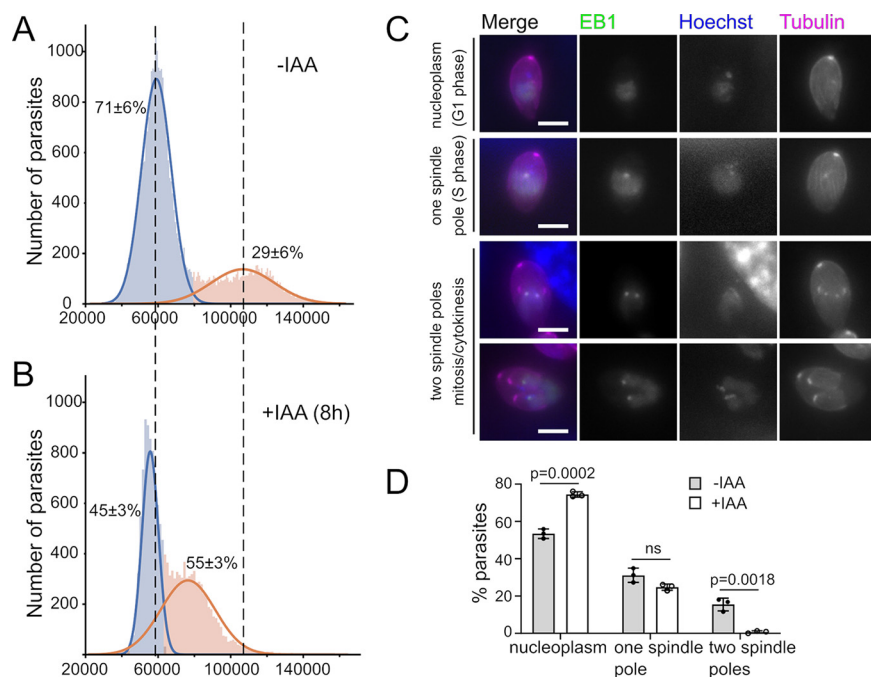 A
-IAA
71±6%
29±6%
Number of parasites
1000
800
600
400
200
0
20000 60000 100000 140000
B
+IAA (8h)
45±3%
55±3%
Number of parasites
1000
800
600
400
200
20000 60000 100000 140000
C
Merge EB1 Hoechst Tubulin
nucleoplasm
(G1 phase)
one spindle
pole (S phase)
two spindle poles
mitosis/cytokinesis
D
% parasites
80
60
40
20
0
p=0.0002
ns
p=0.0018
-IAA
+IAA
nucleoplasm one spindle two spindle
pole poles